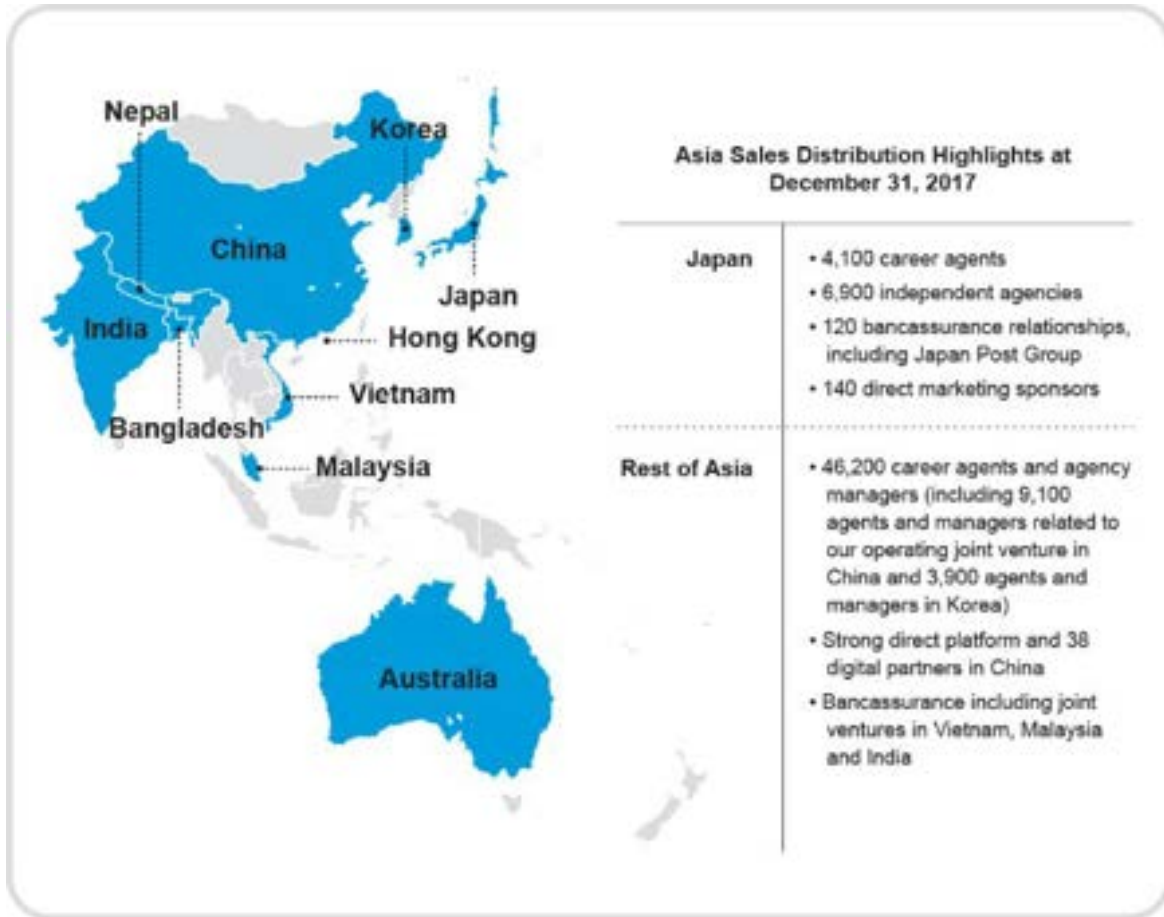 Nepal
Korea
China
Japan
India
Hong Kong
Vietnam
Bangladesh
Malaysia
Australia
Asia Sales Distribution Highlights at
December 31, 2017
Japan
• 4,100 career agents
• 6,900 independent agencies
• 120 bancassurance relationships,
including Japan Post Group
• 140 direct marketing sponsors
Rest of Asia
• 46,200 career agents and agency
managers (including 9,100
agents and managers related to
our operating joint venture in
China and 3,900 agents and
managers in Korea)
• Strong direct platform and 38
digital partners in China
• Bancassurance including joint
ventures in Vietnam, Malaysia
and India